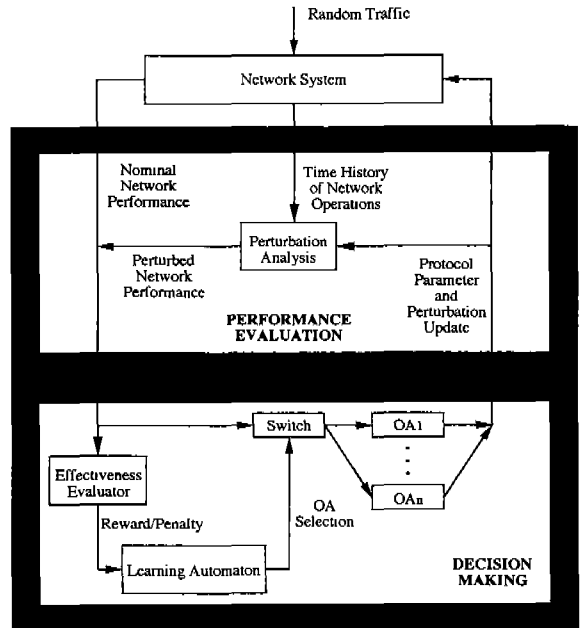 Random Traffic
Network System
Nominal
Network
Performance
Time History
of Network
Operations
Perturbation
Analysis
Perturbed
Network
Performance
Protocol
Parameter
and
Perturbation
Update
PERFORMANCE
EVALUATION
Switch
OA1
OAn
Effectiveness
Evaluator
OA
Selection
Reward/Penalty
Learning Automaton
DECISION
MAKING